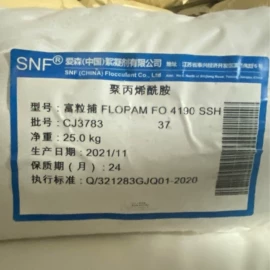 SNF® 爱森(中国)絮凝剂有限公司
SNF (CHINA) Flocculant Co., Ltd
聚丙烯酰胺
型号: 富粒捕 FLOPAM FO 4190 SSH
批号: CJ3783 37
净重: 25.0 kg
生产日期: 2021/11
保质期(月): 24
执行标准: Q/321283GJQ01-2020